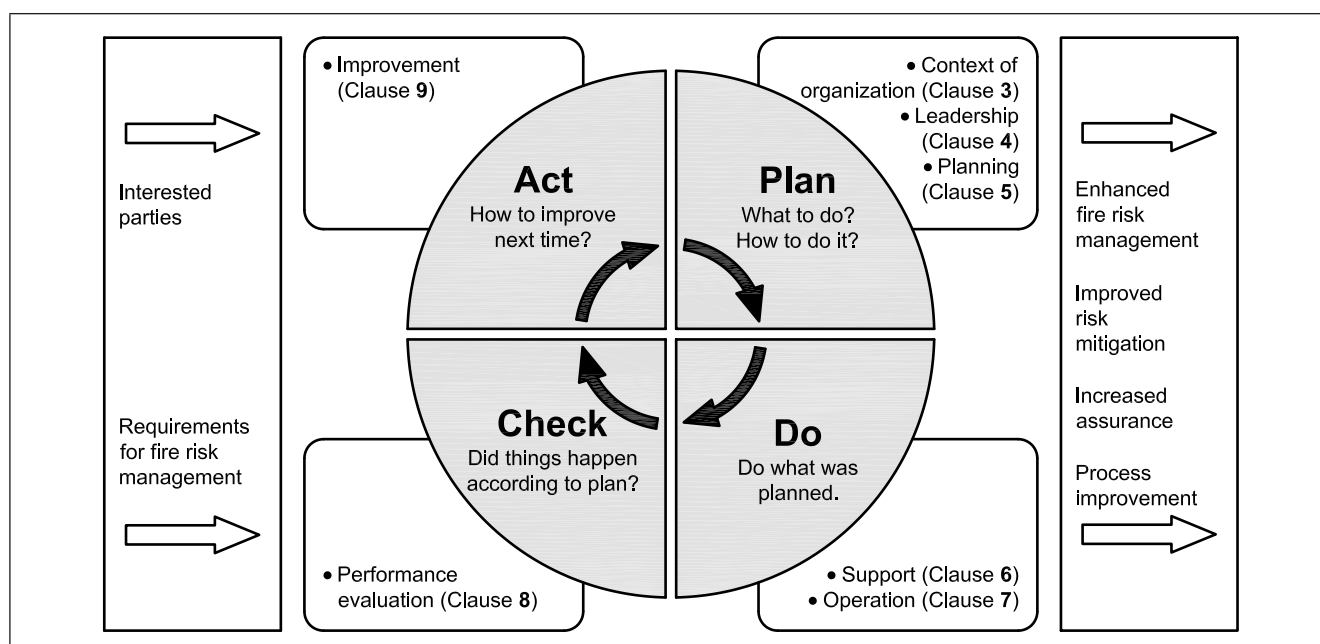 Interested
parties
Requirements
for fire risk
management
• Improvement
(Clause 9)
Act
How to improve
next time?
• Context of
organization (Clause 3)
• Leadership
(Clause 4)
• Planning
(Clause 5)
Plan
What to do?
How to do it?
Check
Did things happen
according to plan?
• Performance
evaluation (Clause 8)
Do
Do what was
planned.
• Support (Clause 6)
• Operation (Clause 7)
Enhanced
fire risk
management
Improved
risk
mitigation
Increased
assurance
Process
improvement